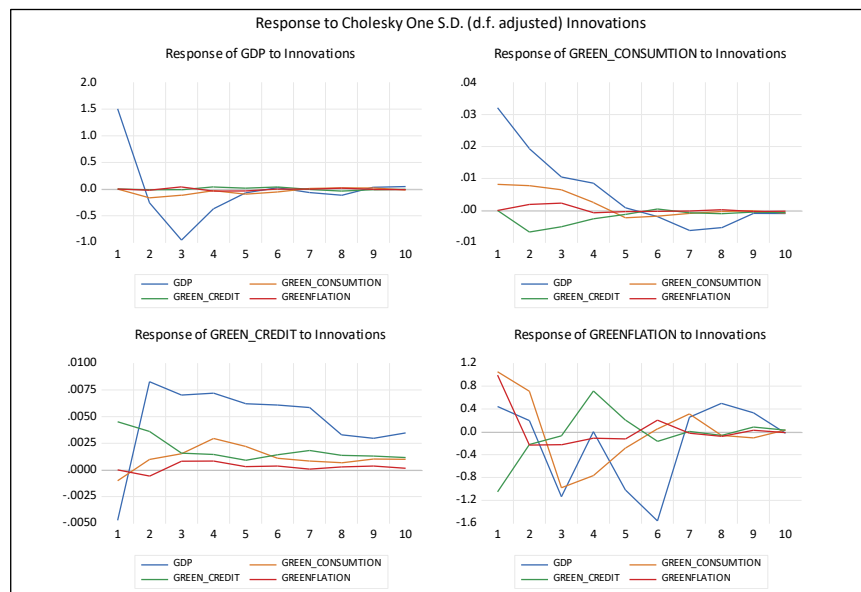 Response to Cholesky One S.D. (d.f. adjusted) Innovations
Response of GDP to Innovations
2.0
1.5
1.0
0.5
0.0
-0.5
-1.0
1 2 3 4 5 6 7 8 9 10
GDP GREEN_CONSUMTION
GREEN_CREDIT GREENFLATION
Response of GREEN_CONSUMTION to Innovations
.04
.03
.02
.01
.00
-.01
1 2 3 4 5 6 7 8 9 10
GDP GREEN_CONSUMTION
GREEN_CREDIT GREENFLATION
Response of GREEN_CREDIT to Innovations
.0100
.0075
.0050
.0025
.0000
-.0050
1 2 3 4 5 6 7 8 9 10
GDP GREEN_CONSUMTION
GREEN_CREDIT GREENFLATION
Response of GREENFLATION to Innovations
1.2
0.8
0.4
0.0
-0.4
-0.8
-1.2
-1.6
1 2 3 4 5 6 7 8 9 10
GDP GREEN_CONSUMTION
GREEN_CREDIT GREENFLATION